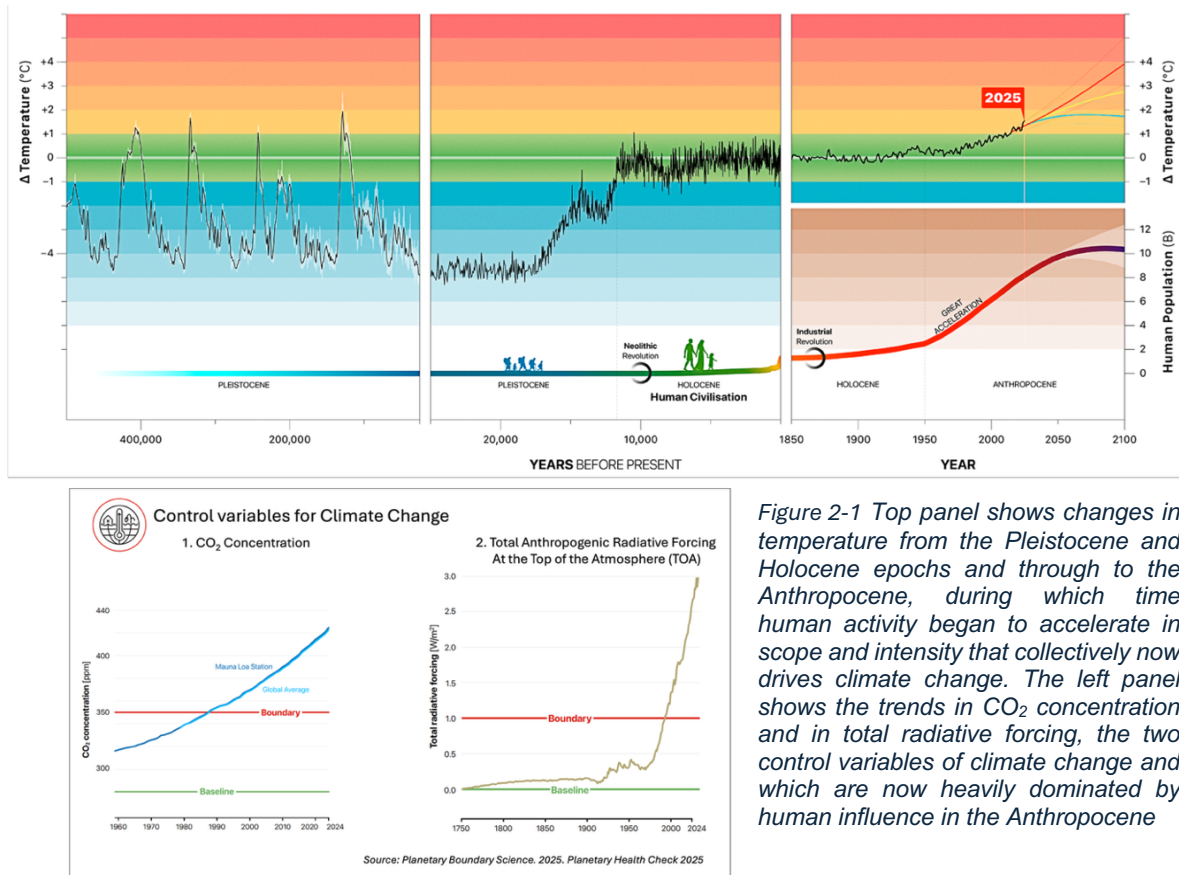 Δ Temperature (°C)
+4
+3
+2
+1
0
−1
−4
2025
+4
+3
+2
+1
0
−1
Δ Temperature (°C)
12
10
8
6
4
2
0
Human Population (B)
GREAT
ACCELERATION
Industrial
Revolution
Neolithic
Revolution
PLEISTOCENE
PLEISTOCENE
HOLOCENE
Human Civilisation
HOLOCENE
ANTHROPOCENE
400,000
200,000
20,000
10,000
1850
1900
1950
2000
2050
2100
YEARS BEFORE PRESENT
YEAR
Control variables for Climate Change
1. CO₂ Concentration
440
400
350
300
CO₂ concentration [ppm]
Mauna Loa Station
Global Average
Boundary
Baseline
1960
1970
1980
1990
2000
2010
2020
2024
2. Total Anthropogenic Radiative Forcing
At the Top of the Atmosphere (TOA)
3.0
2.5
2.0
1.5
1.0
0.5
0.0
Total radiative forcing [W/m²]
Boundary
Baseline
1750
1800
1850
1900
1950
2000
2024
Source: Planetary Boundary Science. 2025. Planetary Health Check 2025
Figure 2-1 Top panel shows changes in
temperature from the Pleistocene and
Holocene epochs and through to the
Anthropocene, during which time
human activity began to accelerate in
scope and intensity that collectively now
drives climate change. The left panel
shows the trends in CO₂ concentration
and in total radiative forcing, the two
control variables of climate change and
which are now heavily dominated by
human influence in the Anthropocene